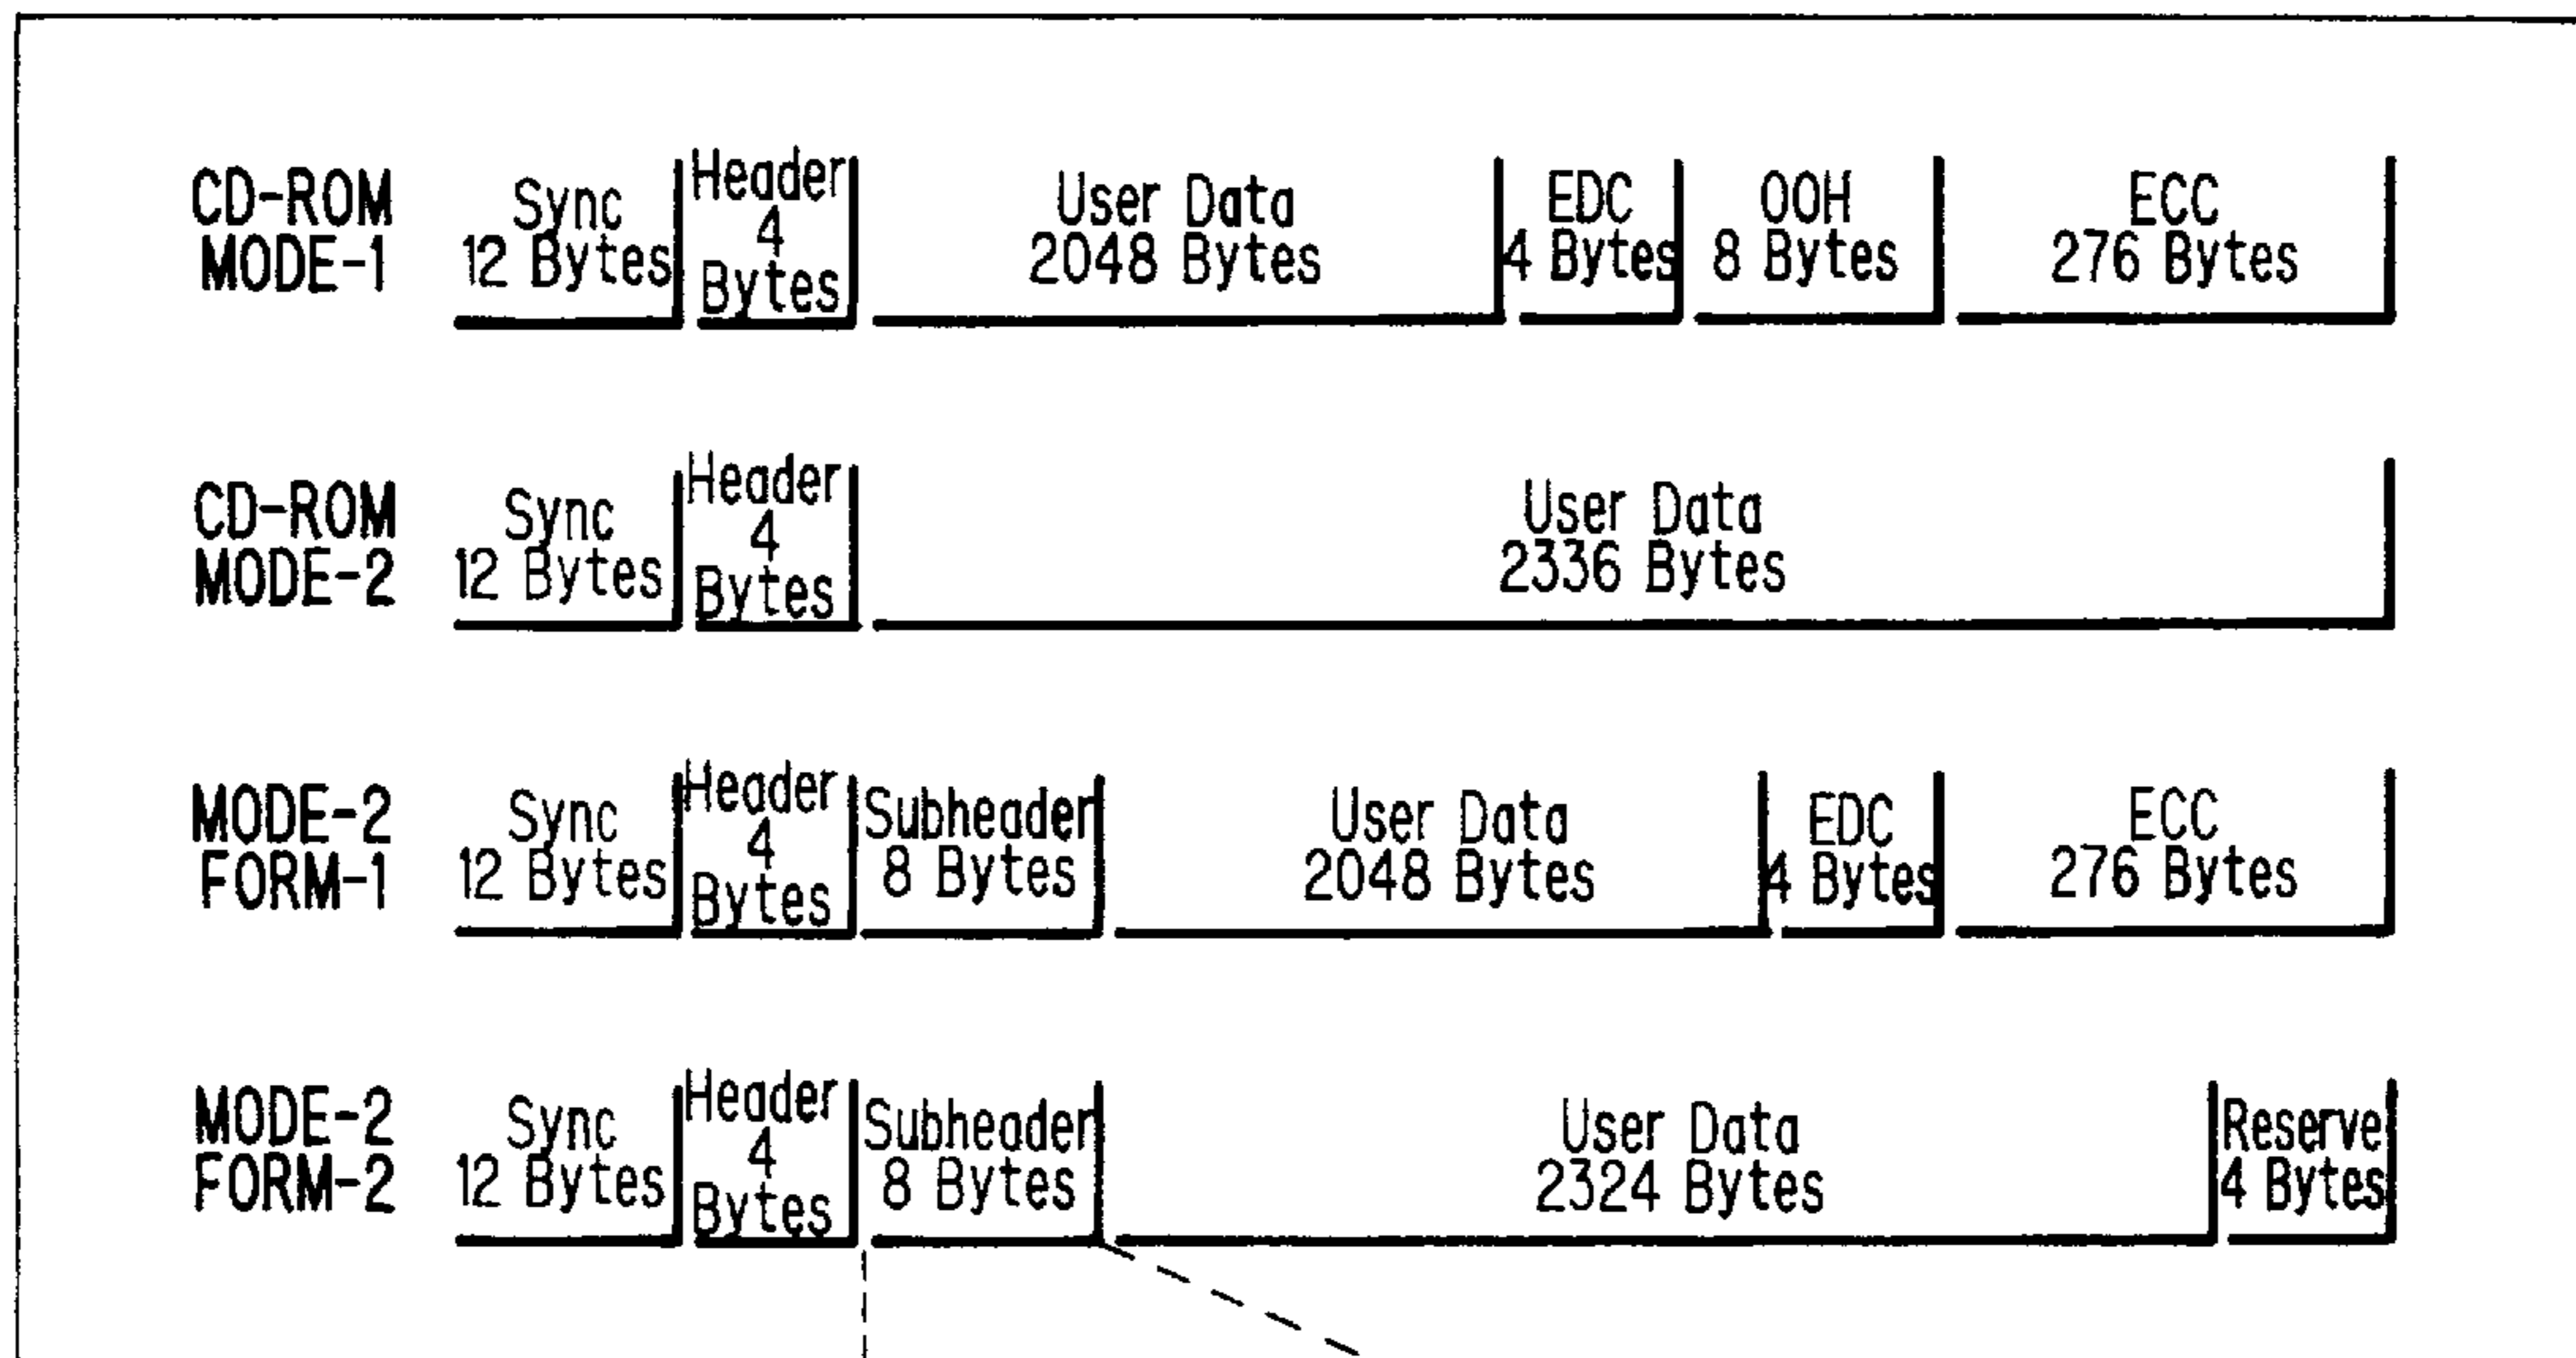 CD-ROM
MODE-1
Sync
12 Bytes
Header
4
Bytes
User Data
2048 Bytes
EDC
4 Bytes
00H
8 Bytes
ECC
276 Bytes
CD-ROM
MODE-2
Sync
12 Bytes
Header
4
Bytes
User Data
2336 Bytes
MODE-2
FORM-1
Sync
12 Bytes
Header
4
Bytes
Subheader
8 Bytes
User Data
2048 Bytes
EDC
4 Bytes
ECC
276 Bytes
MODE-2
FORM-2
Sync
12 Bytes
Header
4
Bytes
Subheader
8 Bytes
User Data
2324 Bytes
Reserve
4 Bytes